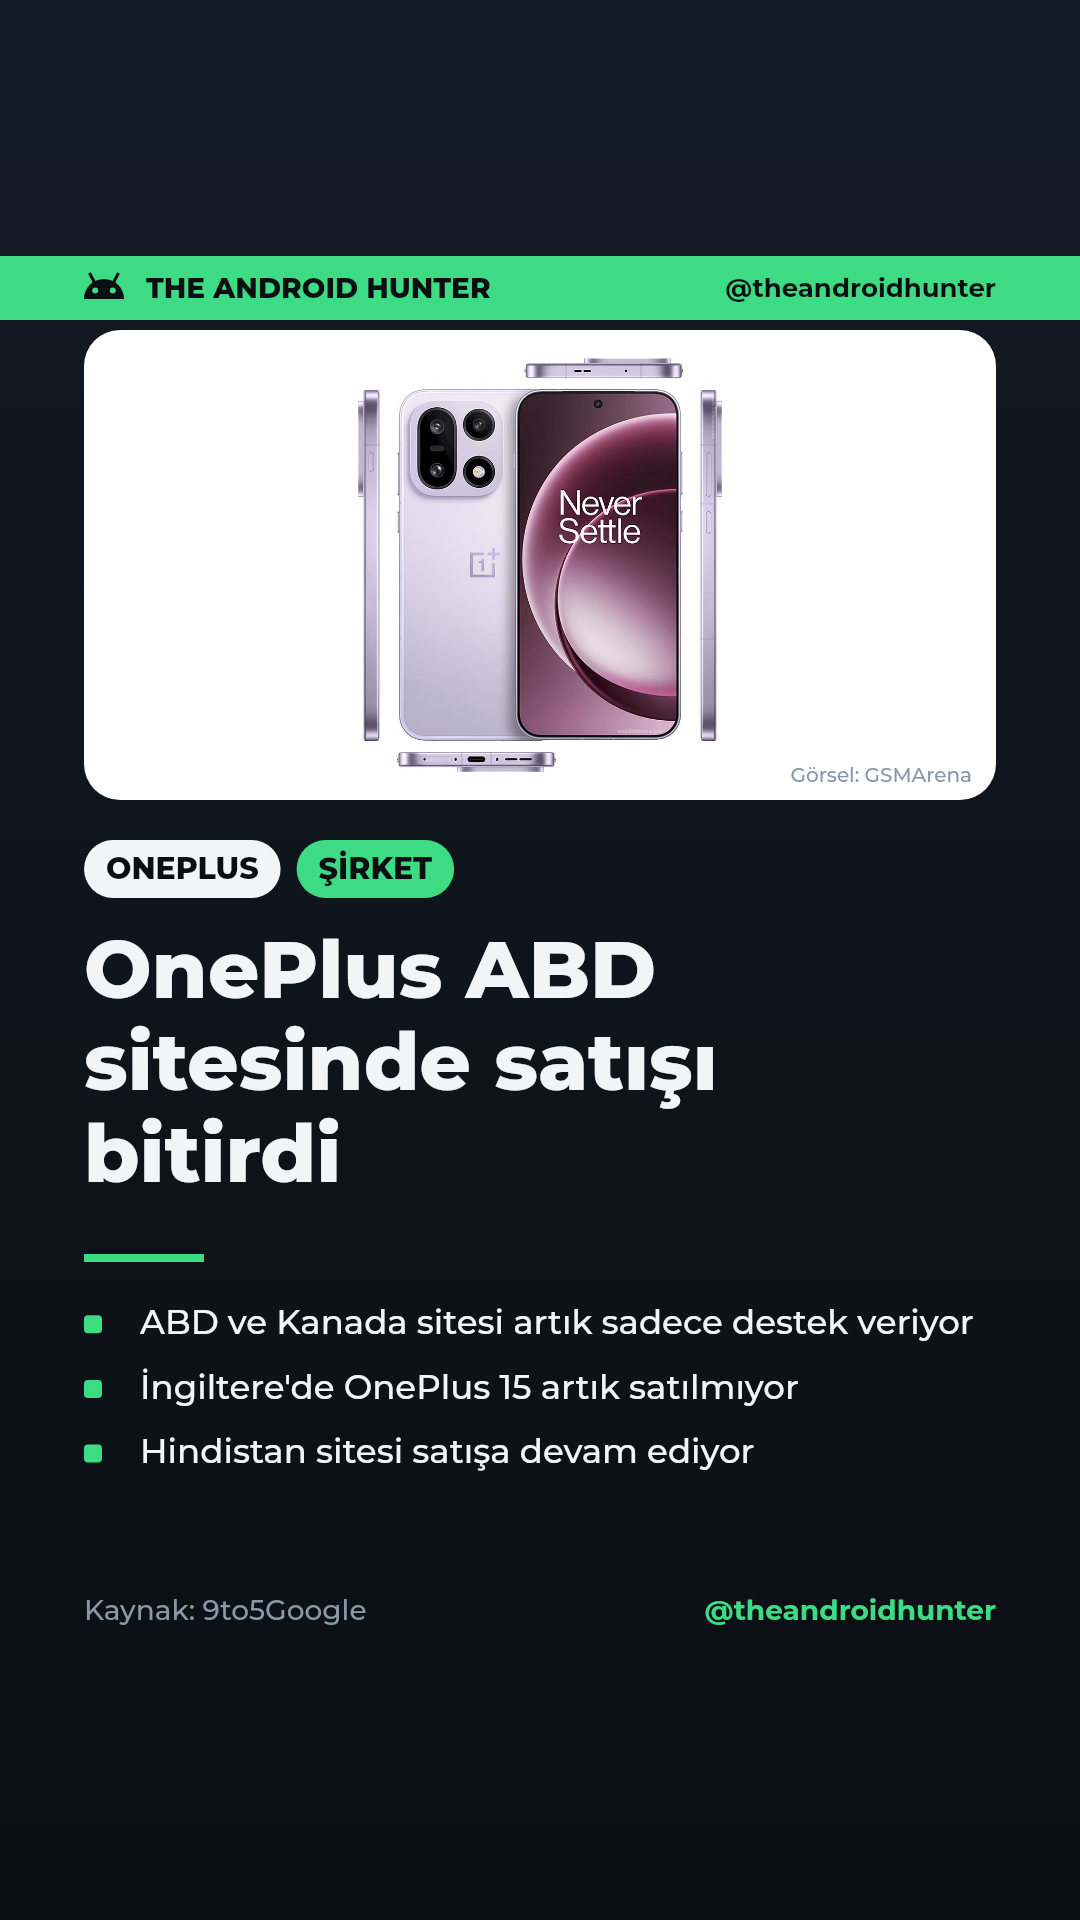 THE ANDROID HUNTER
@theandroidhunter
Never
Settle
Görsel: GSMArena
ONEPLUS
ŞİRKET
OnePlus ABD
sitesinde satışı
bitirdi
ABD ve Kanada sitesi artık sadece destek veriyor
İngiltere'de OnePlus 15 artık satılmıyor
Hindistan sitesi satışa devam ediyor
Kaynak: 9to5Google
@theandroidhunter